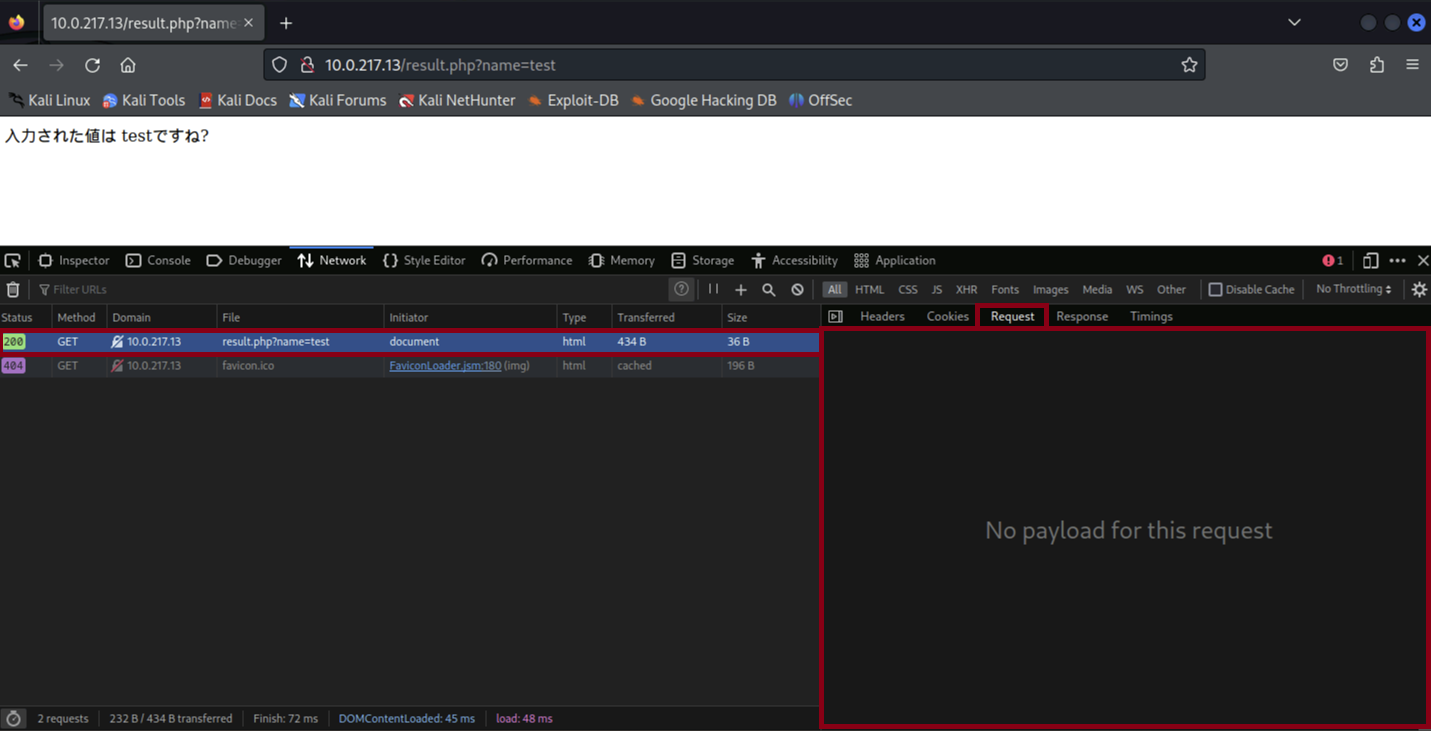 10.0.217.13/result.php?name
10.0.217.13/result.php?name=test
Kali Linux Kali Tools Kali Docs Kali Forums Kali NetHunter Exploit-DB Google Hacking DB OffSec
入力された値は testですね?
Inspector Console Debugger Network Style Editor Performance Memory Storage Accessibility Application 1
Filter URLs All HTML CSS JS XHR Fonts Images Media WS Other Disable Cache No Throttling
Status Method Domain File Initiator Type Transferred Size Headers Cookies Request Response Timings
200 GET 10.0.217.13 result.php?name=test document html 434 B 36 B
404 GET 10.0.217.13 favicon.ico FaviconLoader.jsm:180 (img) html cached 196 B
No payload for this request
2 requests 232 B / 434 B transferred Finish: 72 ms DOMContentLoaded: 45 ms load: 48 ms